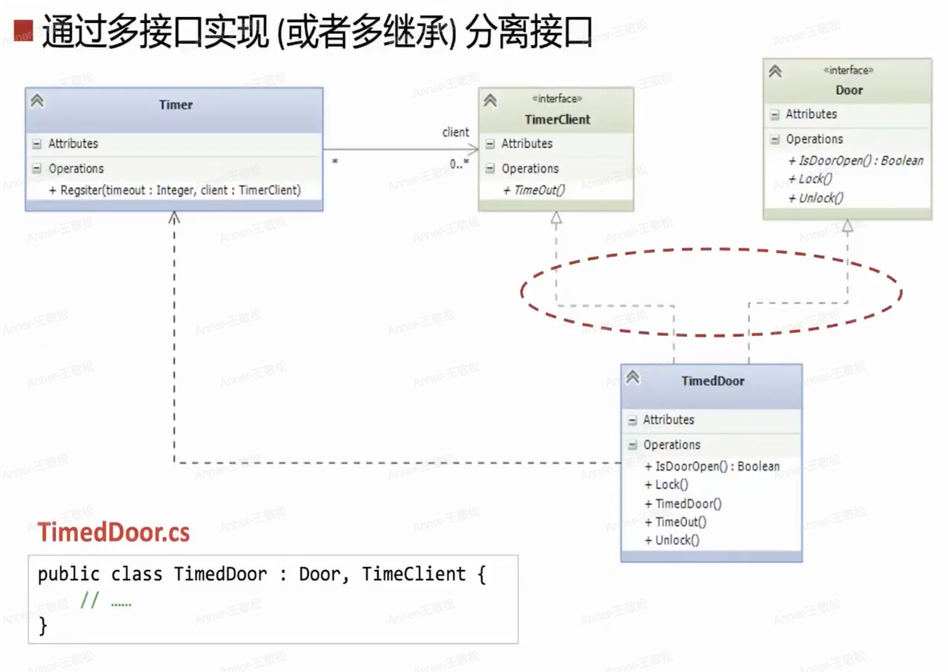 通过多接口实现 (或者多继承) 分离接口
Timer
Attributes
Operations
+ Regsiter(timeout : Integer, client : TimerClient)
client
*
0..*
«interface»
TimerClient
Attributes
Operations
+ TimeOut()
«interface»
Door
Attributes
Operations
+ IsDoorOpen() : Boolean
+ Lock()
+ Unlock()
TimedDoor
Attributes
Operations
+ IsDoorOpen() : Boolean
+ Lock()
+ TimedDoor()
+ TimeOut()
+ Unlock()
TimedDoor.cs
public class TimedDoor : Door, TimeClient {
// ……
}